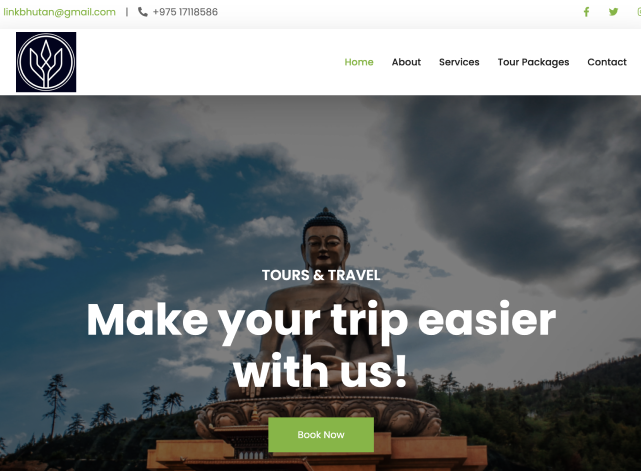 linkbhutan@gmail.com | +975 17118586
Home About Services Tour Packages Contact
TOURS & TRAVEL
Make your trip easier
with us!
Book Now